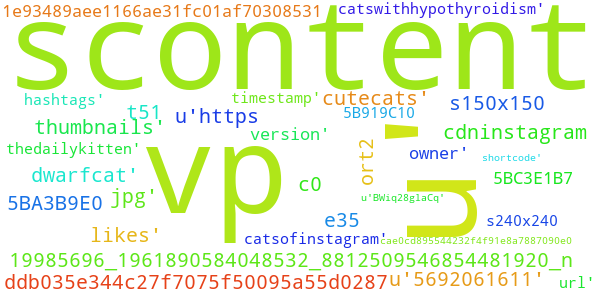 1e93489aee1166ae31fc01af70308531 catswithhypothyroidism'
scontent
hashtags' timestamp' cutecats' s150x150
t51 u'https 5B919C10
thumbnails' version' cdninstagram
thedailykitten' vp u' ort2 owner' shortcode'
dwarfcat' c0 5BC3E1B7
5BA3B9E0 jpg' u'BWiq28g1aCq'
e35 s240x240
likes' catsofinstagram' cae0cd895544232f4f91e8a7887090e0
19985696_1961890584048532_8812509546854481920_n
ddb035e344c27f7075f50095a55d0287 u'5692061611' url'